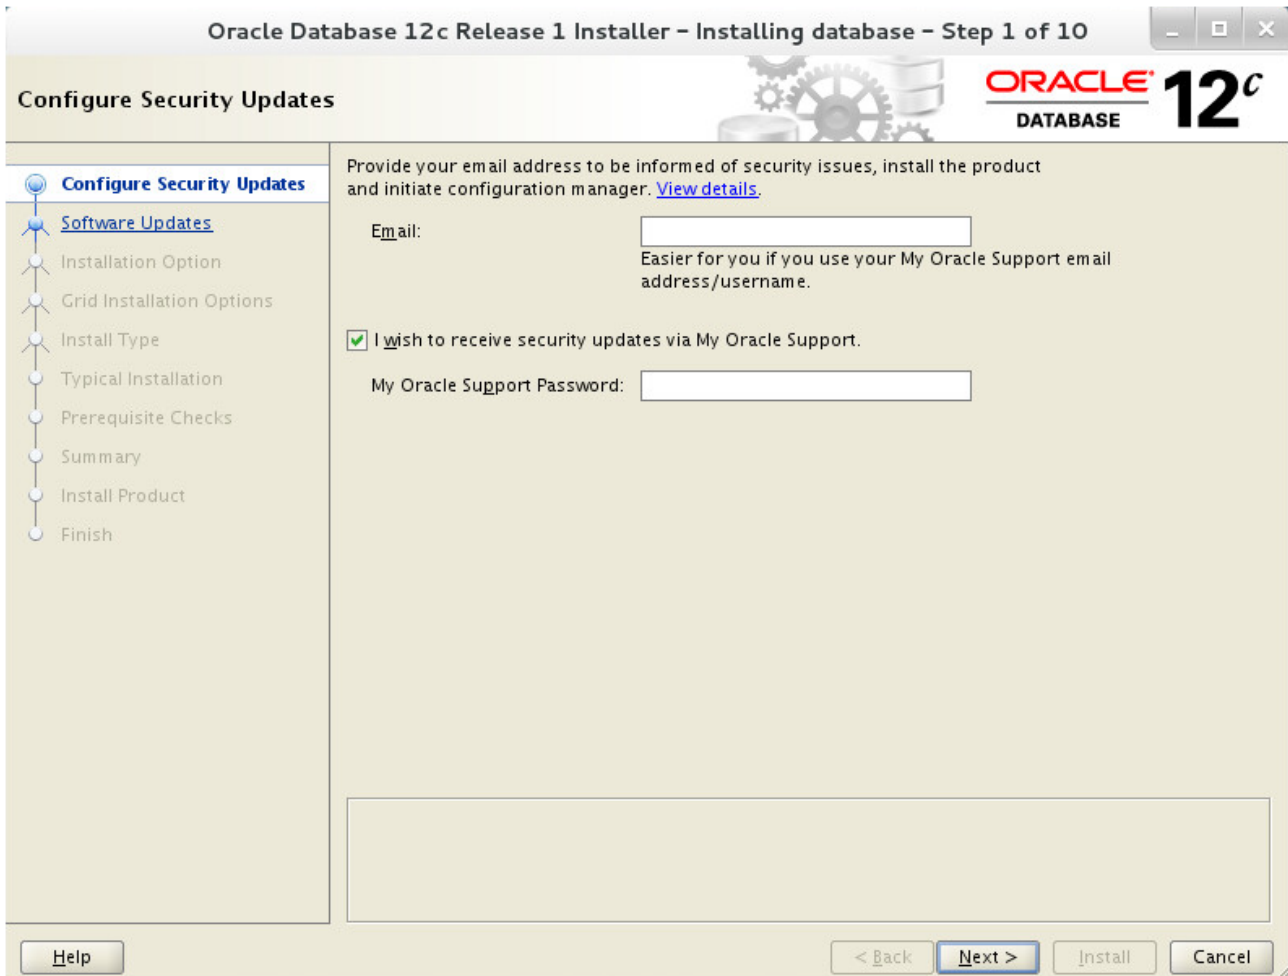 Oracle Database 12c Release 1 Installer – Installing database – Step 1 of 10
Configure Security Updates
ORACLE
DATABASE
12c
Configure Security Updates
Software Updates
Installation Option
Grid Installation Options
Install Type
Typical Installation
Prerequisite Checks
Summary
Install Product
Finish
Provide your email address to be informed of security issues, install the product
and initiate configuration manager. View details.
Email:
Easier for you if you use your My Oracle Support email
address/username.
I wish to receive security updates via My Oracle Support.
My Oracle Support Password:
Help
< Back
Next >
Install
Cancel